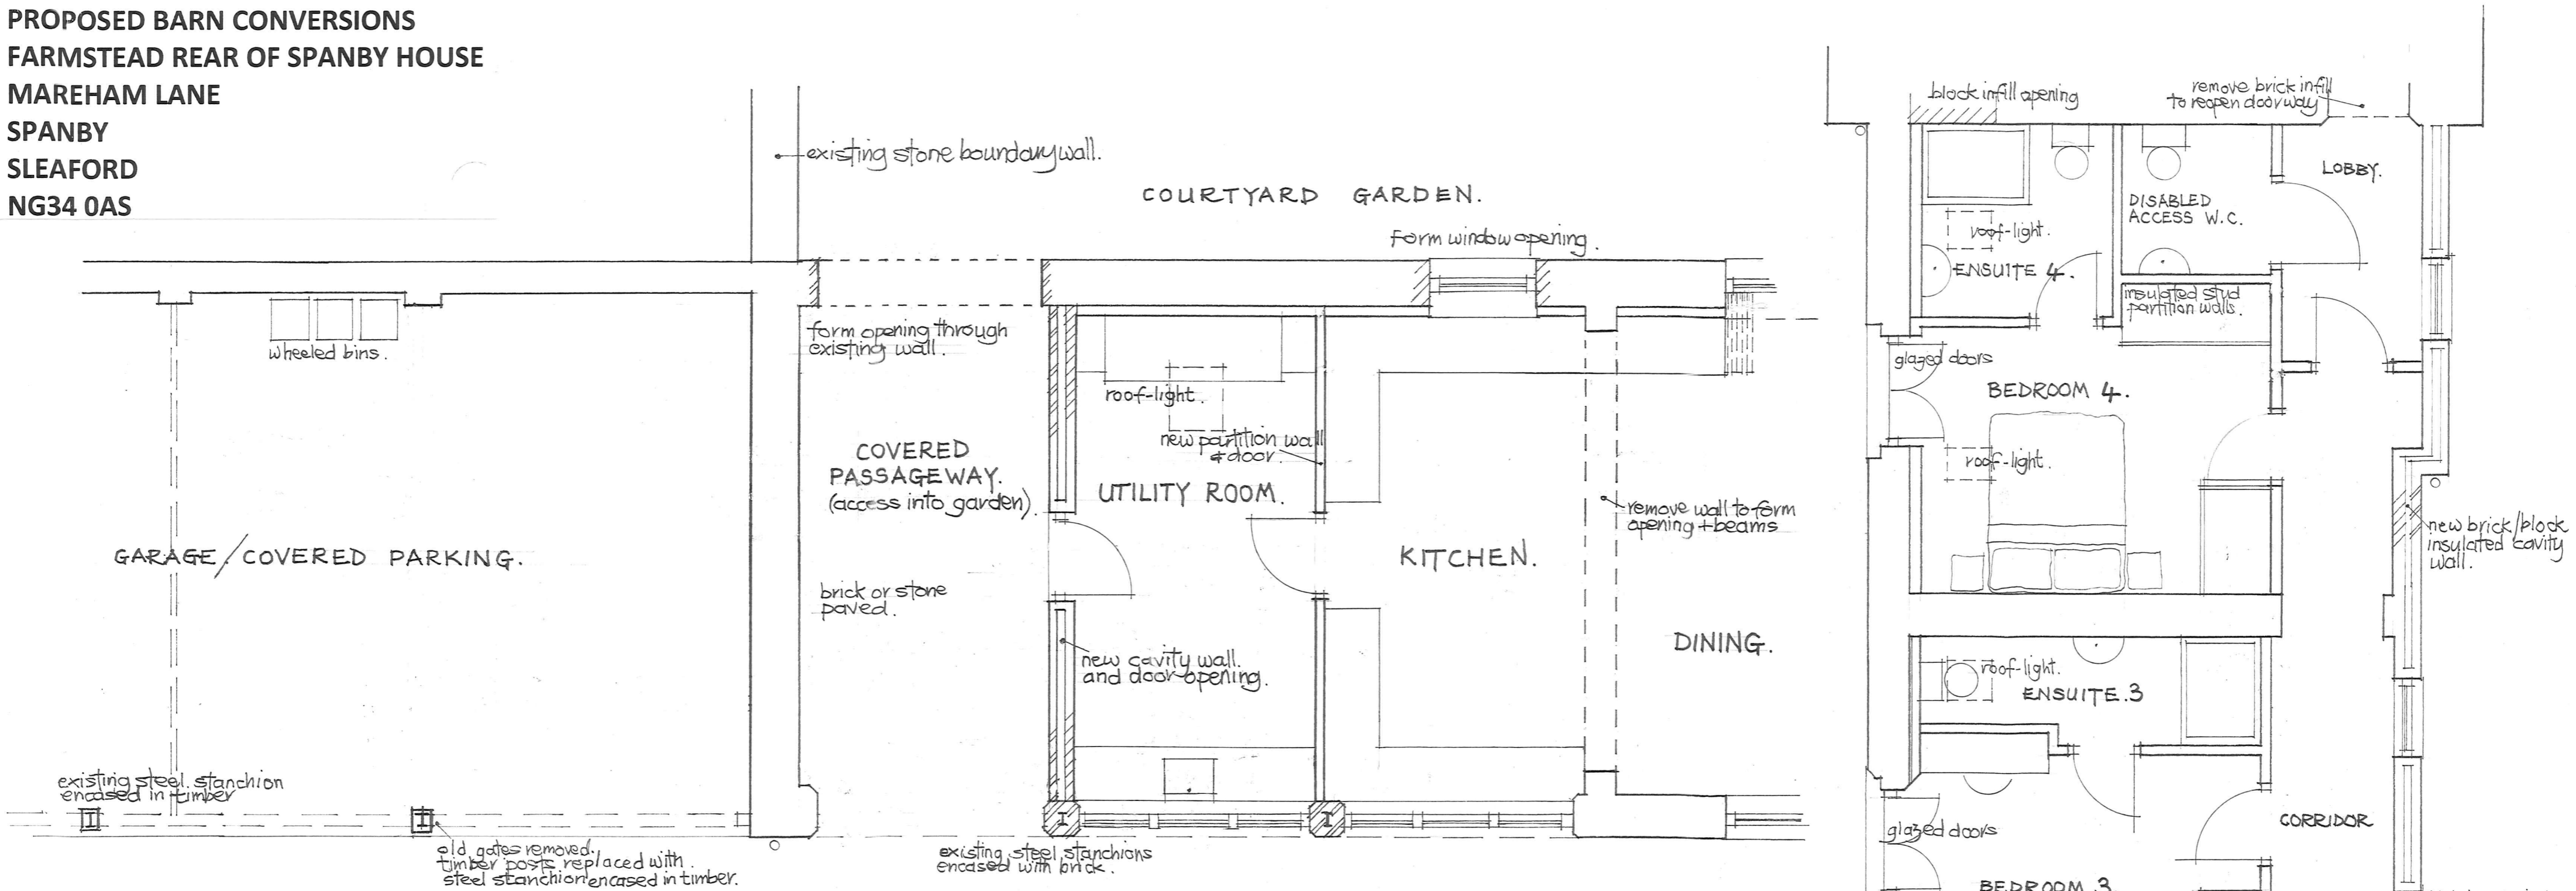 PROPOSED BARN CONVERSIONS
FARMSTEAD REAR OF SPANBY HOUSE
MAREHAM LANE
SPANBY
SLEAFORD
NG34 0AS
existing stone boundary wall.
COURTYARD GARDEN.
form window opening.
wheeled bins.
form opening through
existing wall.
roof-light.
new partition wall
& door.
COVERED
PASSAGEWAY.
(access into garden).
UTILITY ROOM.
remove wall to form
opening + beams
GARAGE/COVERED PARKING.
KITCHEN.
brick or stone
paved.
DINING.
new cavity wall.
and door opening.
existing steel stanchion
encased in timber
I
I
I
I
old gates removed.
timber posts replaced with.
steel stanchion encased in timber.
existing steel stanchions
encased with brick.
block infill opening
remove brick infill
to reopen doorway
LOBBY.
DISABLED
ACCESS W.C.
roof-light.
ENSUITE 4.
insulated stud
partition walls.
glazed doors
BEDROOM 4.
roof-light.
new brick/block
insulated cavity
wall.
roof-light.
ENSUITE.3
glazed doors
CORRIDOR
BEDROOM 3